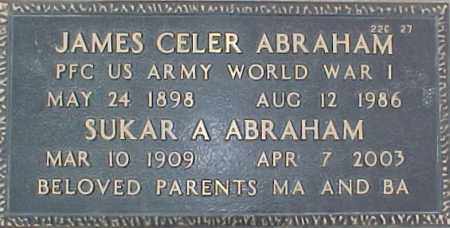 22C 27
JAMES CELER ABRAHAM
PFC US ARMY WORLD WAR I
MAY 24 1898 AUG 12 1986
SUKAR A ABRAHAM
MAR 10 1909 APR 7 2003
BELOVED PARENTS MA AND BA